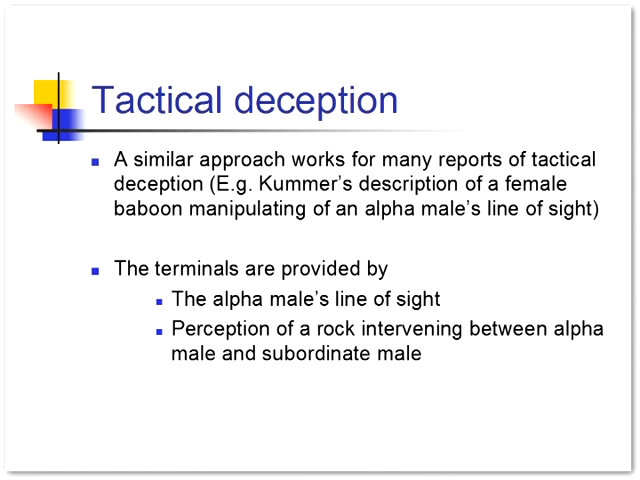 Tactical deception
A similar approach works for many reports of tactical
deception (E.g. Kummer's description of a female
baboon manipulating of an alpha male's line of sight)
The terminals are provided by
The alpha male's line of sight
Perception of a rock intervening between alpha
male and subordinate male